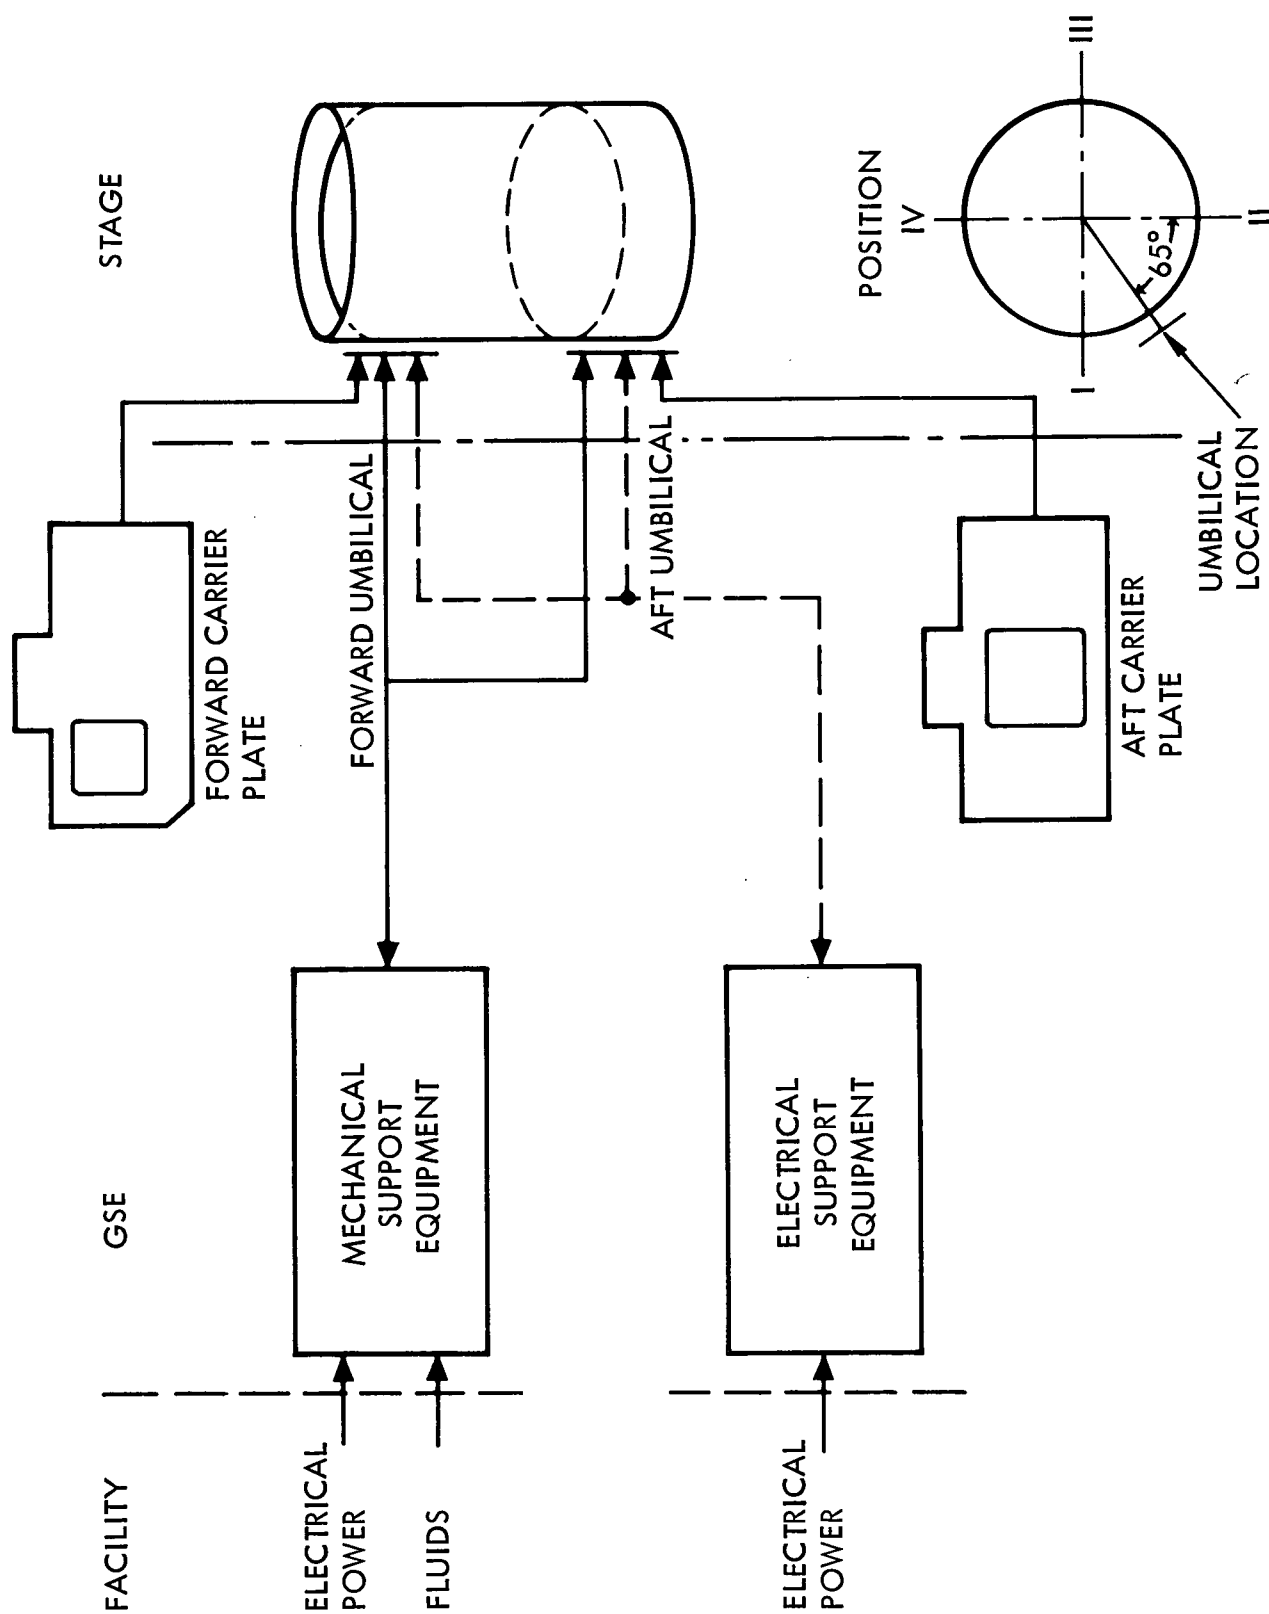 FACILITY
GSE
STAGE
ELECTRICAL
POWER
FLUIDS
MECHANICAL
SUPPORT
EQUIPMENT
FORWARD CARRIER
PLATE
FORWARD UMBILICAL
AFT UMBILICAL
ELECTRICAL
POWER
ELECTRICAL
SUPPORT
EQUIPMENT
AFT CARRIER
PLATE
POSITION
IV
III
I
II
65°
UMBILICAL
LOCATION